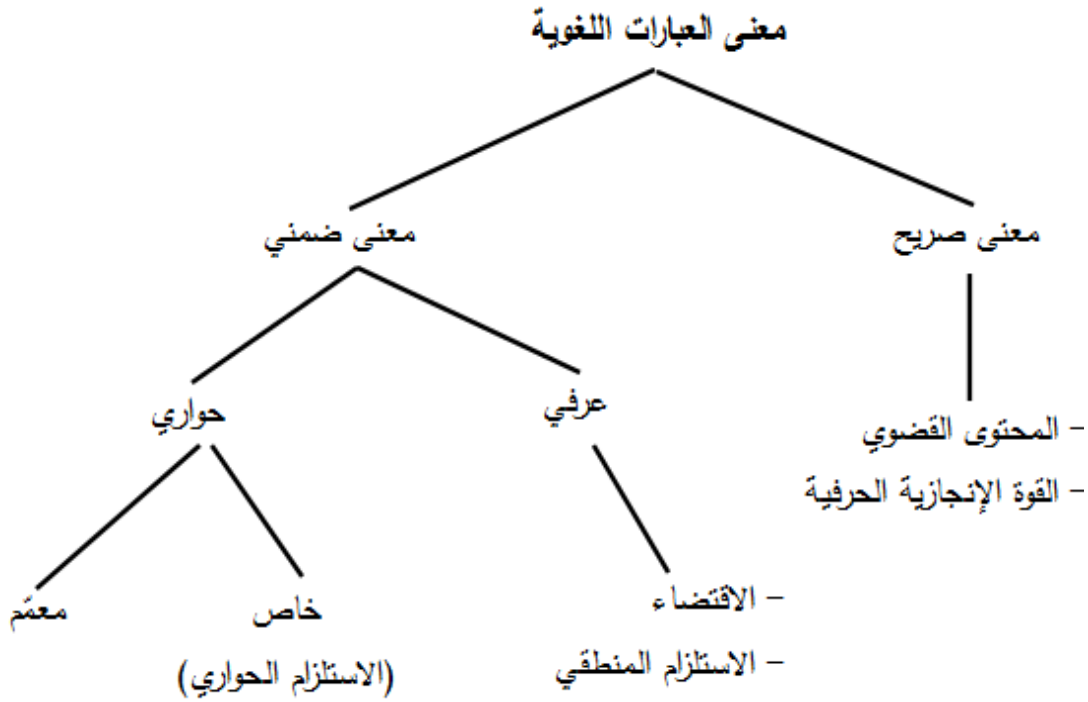 معنى العبارات اللغوية
معنى صريح
معنى ضمني
عرفي
حواري
– المحتوى القضوي
– القوة الإنجازية الحرفية
– الاقتضاء
خاص
معمّم
– الاستلزام المنطقي
(الاستلزام الحواري)